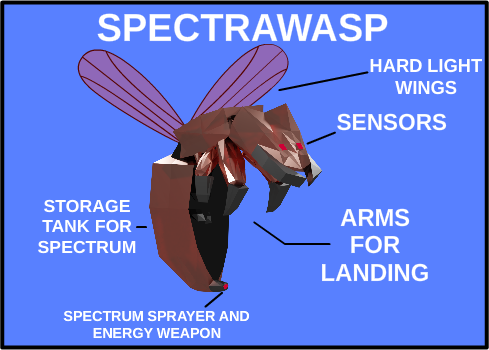 SPECTRAWASP
HARD LIGHT
WINGS
SENSORS
STORAGE
TANK FOR
SPECTRUM
ARMS
FOR
LANDING
SPECTRUM SPRAYER AND
ENERGY WEAPON